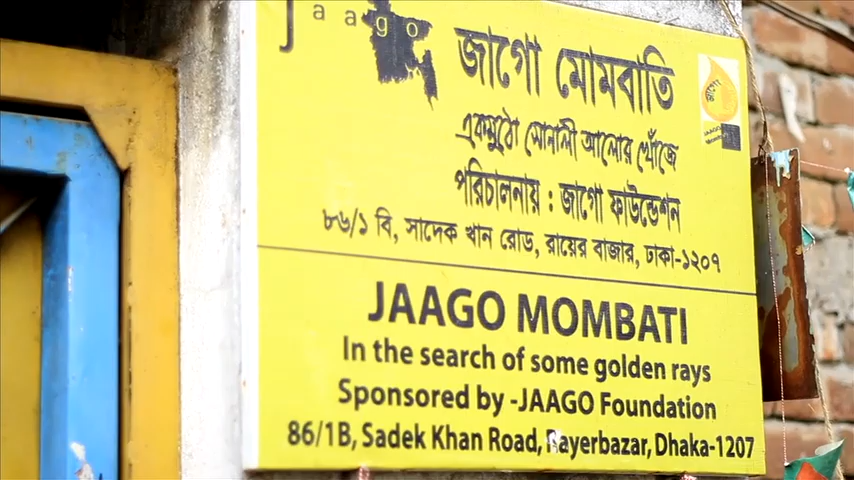 Jaago
জাগো মোমবাতি
একমুঠো সোনালী আলোর খোঁজে
পরিচালনায় : জাগো ফাউন্ডেশন
৮৬/১ বি, সাদেক খান রোড, রায়ের বাজার, ঢাকা-১২০৭
JAAGO MOMBATI
In the search of some golden rays
Sponsored by -JAAGO Foundation
86/1B, Sadek Khan Road, Rayerbazar, Dhaka-1207